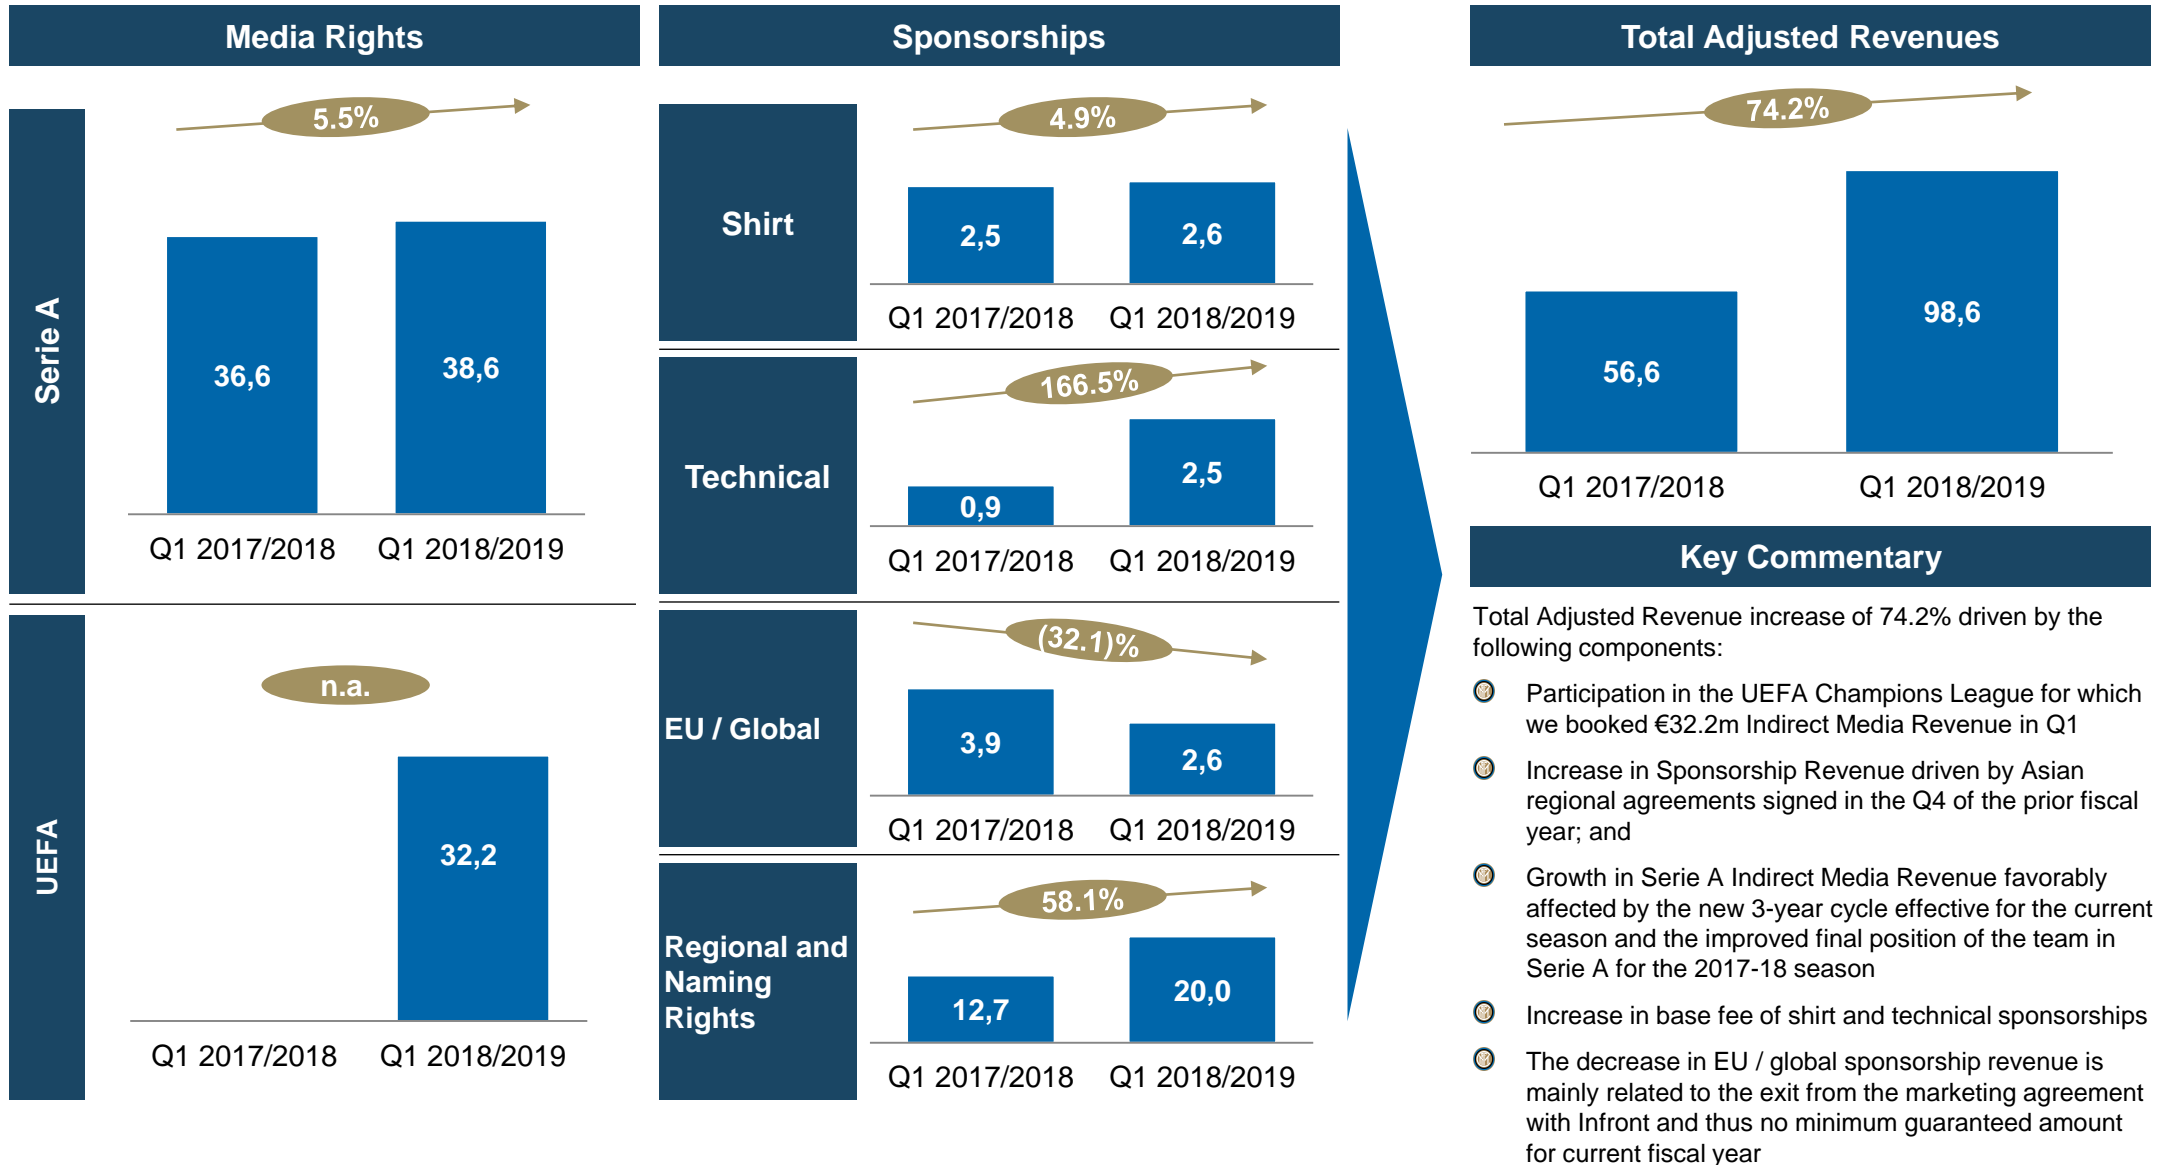 Media Rights
Serie A
5.5%
36,6
38,6
Q1 2017/2018
Q1 2018/2019
UEFA
n.a.
32,2
Q1 2017/2018
Q1 2018/2019
Sponsorships
Shirt
4.9%
2,5
2,6
Q1 2017/2018
Q1 2018/2019
Technical
166.5%
0,9
2,5
Q1 2017/2018
Q1 2018/2019
EU / Global
(32.1)%
3,9
2,6
Q1 2017/2018
Q1 2018/2019
Regional and
Naming
Rights
58.1%
12,7
20,0
Q1 2017/2018
Q1 2018/2019
Total Adjusted Revenues
74.2%
56,6
98,6
Q1 2017/2018
Q1 2018/2019
Key Commentary
Total Adjusted Revenue increase of 74.2% driven by the
following components:
Participation in the UEFA Champions League for which
we booked €32.2m Indirect Media Revenue in Q1
Increase in Sponsorship Revenue driven by Asian
regional agreements signed in the Q4 of the prior fiscal
year; and
Growth in Serie A Indirect Media Revenue favorably
affected by the new 3-year cycle effective for the current
season and the improved final position of the team in
Serie A for the 2017-18 season
Increase in base fee of shirt and technical sponsorships
The decrease in EU / global sponsorship revenue is
mainly related to the exit from the marketing agreement
with Infront and thus no minimum guaranteed amount
for current fiscal year